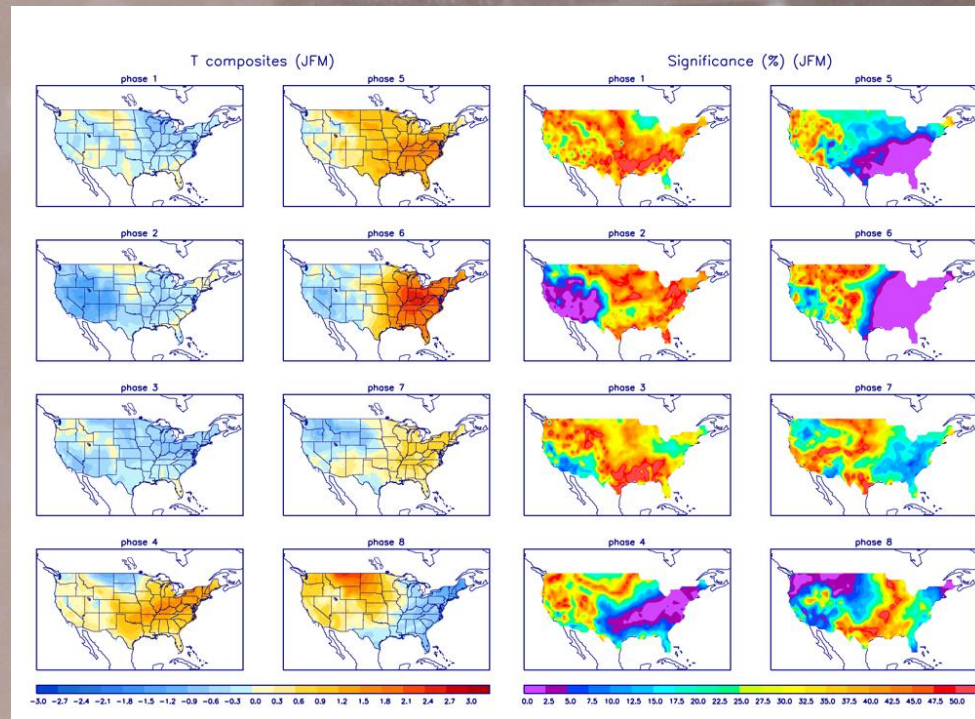 T composites (JFM)
Significance (%) (JFM)
phase 1
phase 5
phase 1
phase 5
phase 2
phase 6
phase 2
phase 6
phase 3
phase 7
phase 3
phase 7
phase 4
phase 8
phase 4
phase 8
-3.0 -2.7 -2.4 -2.1 -1.8 -1.5 -1.2 -0.9 -0.6 -0.3 0.0 0.3 0.6 0.9 1.2 1.5 1.8 2.1 2.4 2.7 3.0
0.0 2.5 5.0 7.5 10.0 12.5 15.0 17.5 20.0 22.5 25.0 27.5 30.0 32.5 35.0 37.5 40.0 42.5 45.0 47.5 50.0